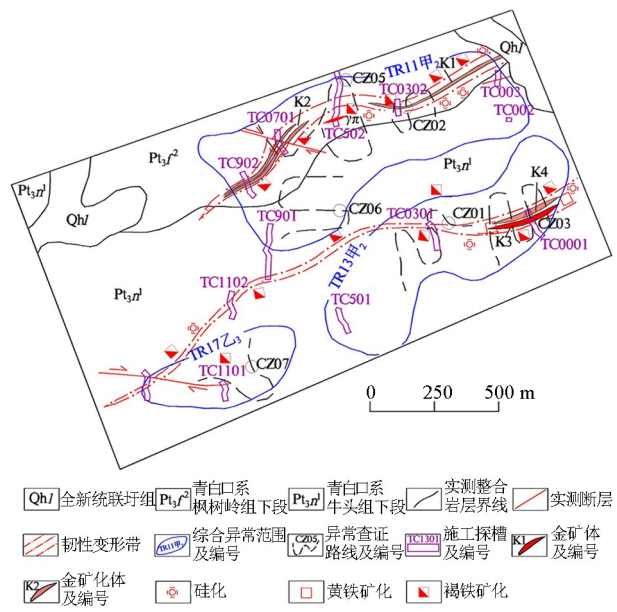 Qhl
TR11甲₂
K1
CZ05
TC0302
TC003
TC002
K2
TC0701
γπ
TC502
CZ02
Pt₃f²
TC902
Pt₃n¹
Pt₃n¹
K4
Qhl
TC901
CZ06
TC0301
CZ01
K3
CZ03
TC0001
TR13甲₂
TC1102
Pt₃n¹
TC501
TR17乙₃
CZ07
TC1101
0 250 500 m
Qhl 全新统联圩组
Pt₃f² 青白口系枫树岭组下段
Pt₃n¹ 青白口系牛头组下段
实测整合岩层界线
实测断层
韧性变形带
TR11甲₂ 综合异常范围及编号
CZ05 异常查证路线及编号
TC1301 施工探槽及编号
K1 金矿体及编号
K2 金矿化体及编号
硅化
黄铁矿化
褐铁矿化